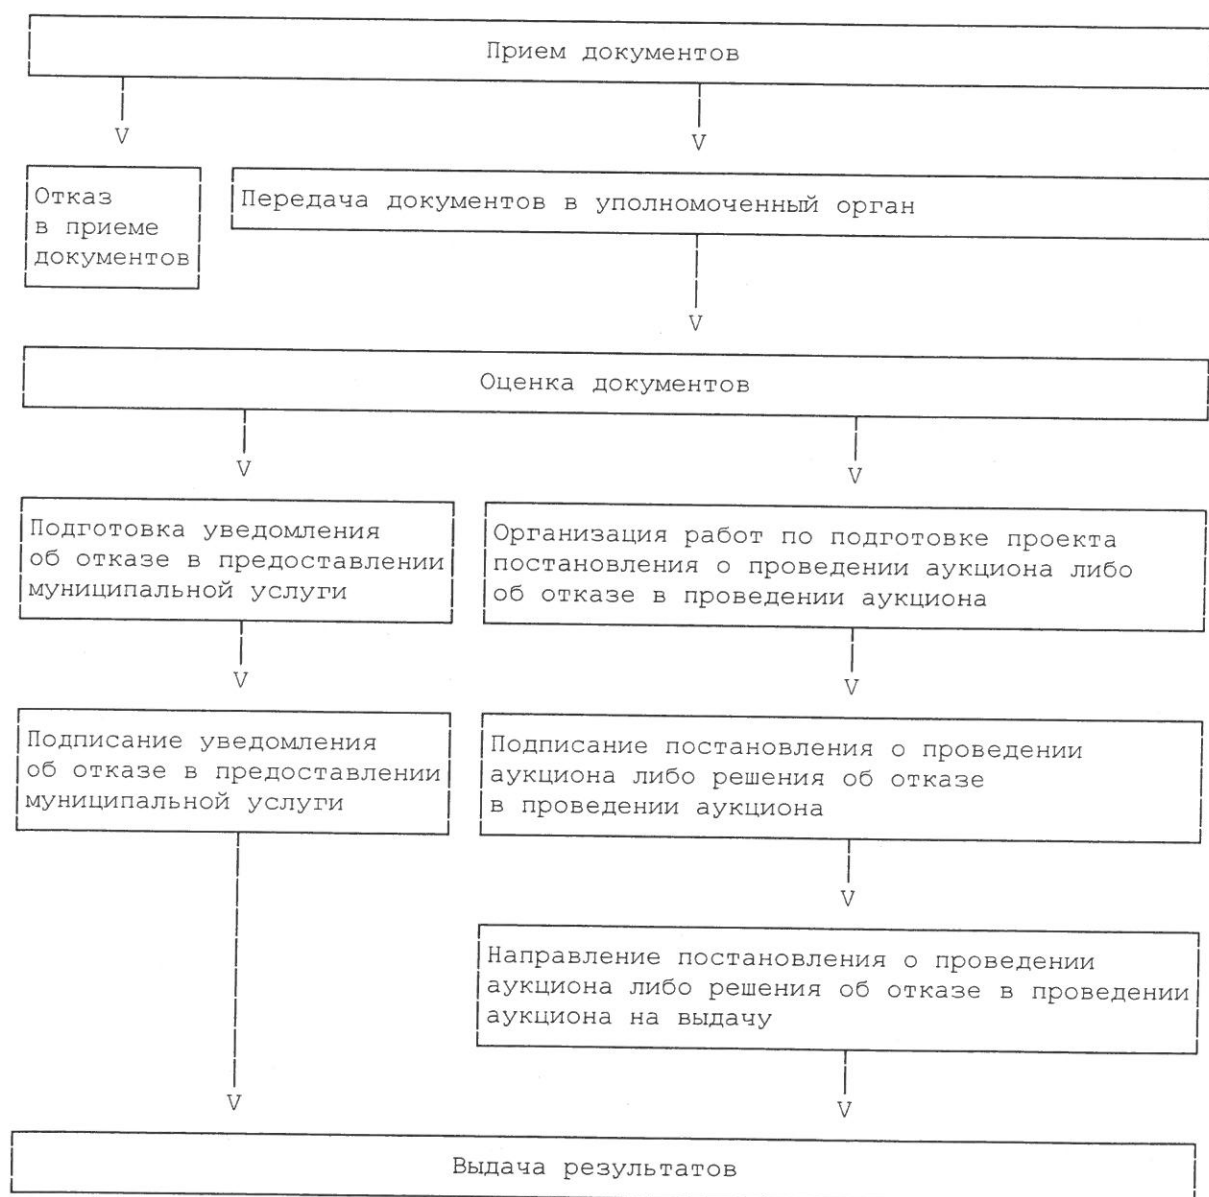 Прием документов
V
V
Отказ
в приеме
документов
Передача документов в уполномоченный орган
V
Оценка документов
V
V
Подготовка уведомления
об отказе в предоставлении
муниципальной услуги
Организация работ по подготовке проекта
постановления о проведении аукциона либо
об отказе в проведении аукциона
V
V
Подписание уведомления
об отказе в предоставлении
муниципальной услуги
Подписание постановления о проведении
аукциона либо решения об отказе
в проведении аукциона
V
Направление постановления о проведении
аукциона либо решения об отказе в проведении
аукциона на выдачу
V
V
Выдача результатов